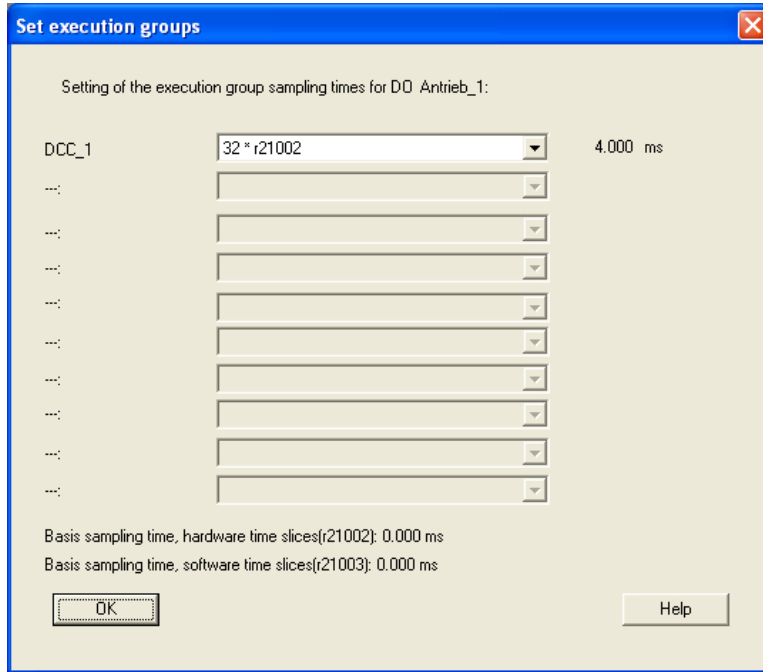 Set execution groups
Setting of the execution group sampling times for DO Antrieb_1:
DCC_1 32 * r21002 4.000 ms
---:
---:
---:
---:
---:
---:
---:
---:
---:
Basis sampling time, hardware time slices(r21002): 0.000 ms
Basis sampling time, software time slices(r21003): 0.000 ms
OK Help